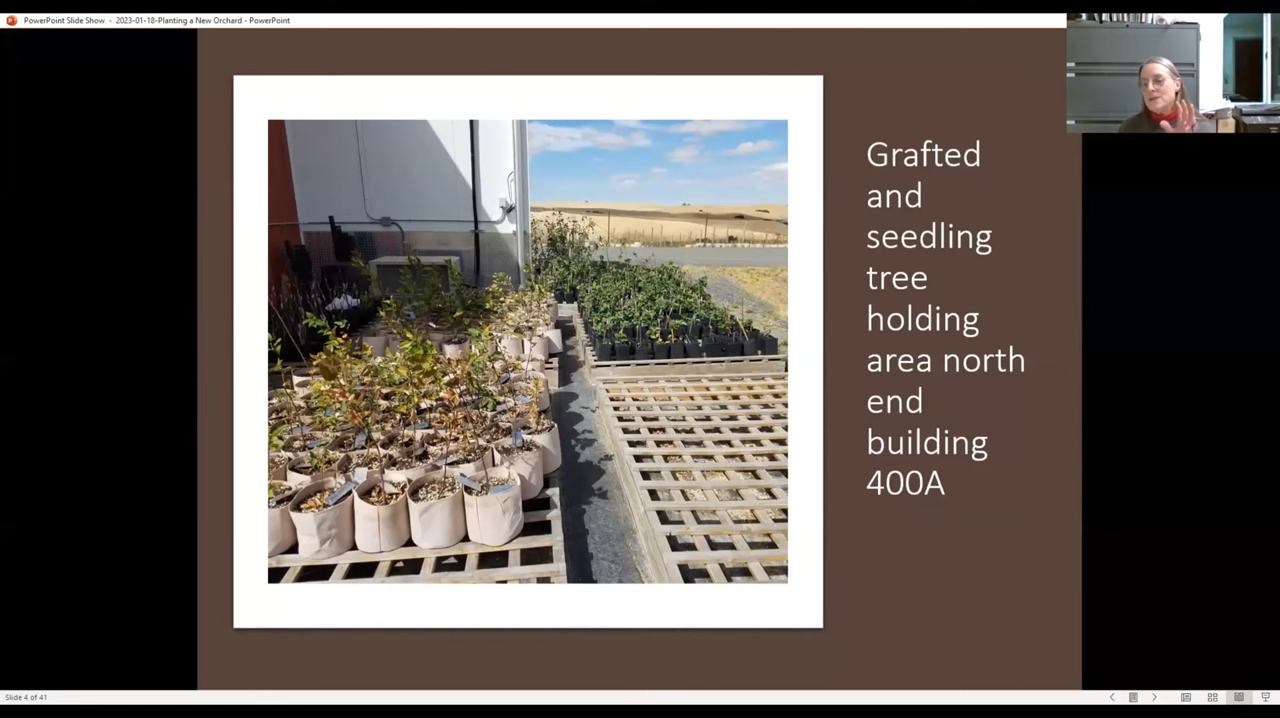 PowerPoint Slide Show - 2023-01-18-Planting a New Orchard - PowerPoint
Grafted
and
seedling
tree
holding
area north
end
building
400A
Slide 4 of 41